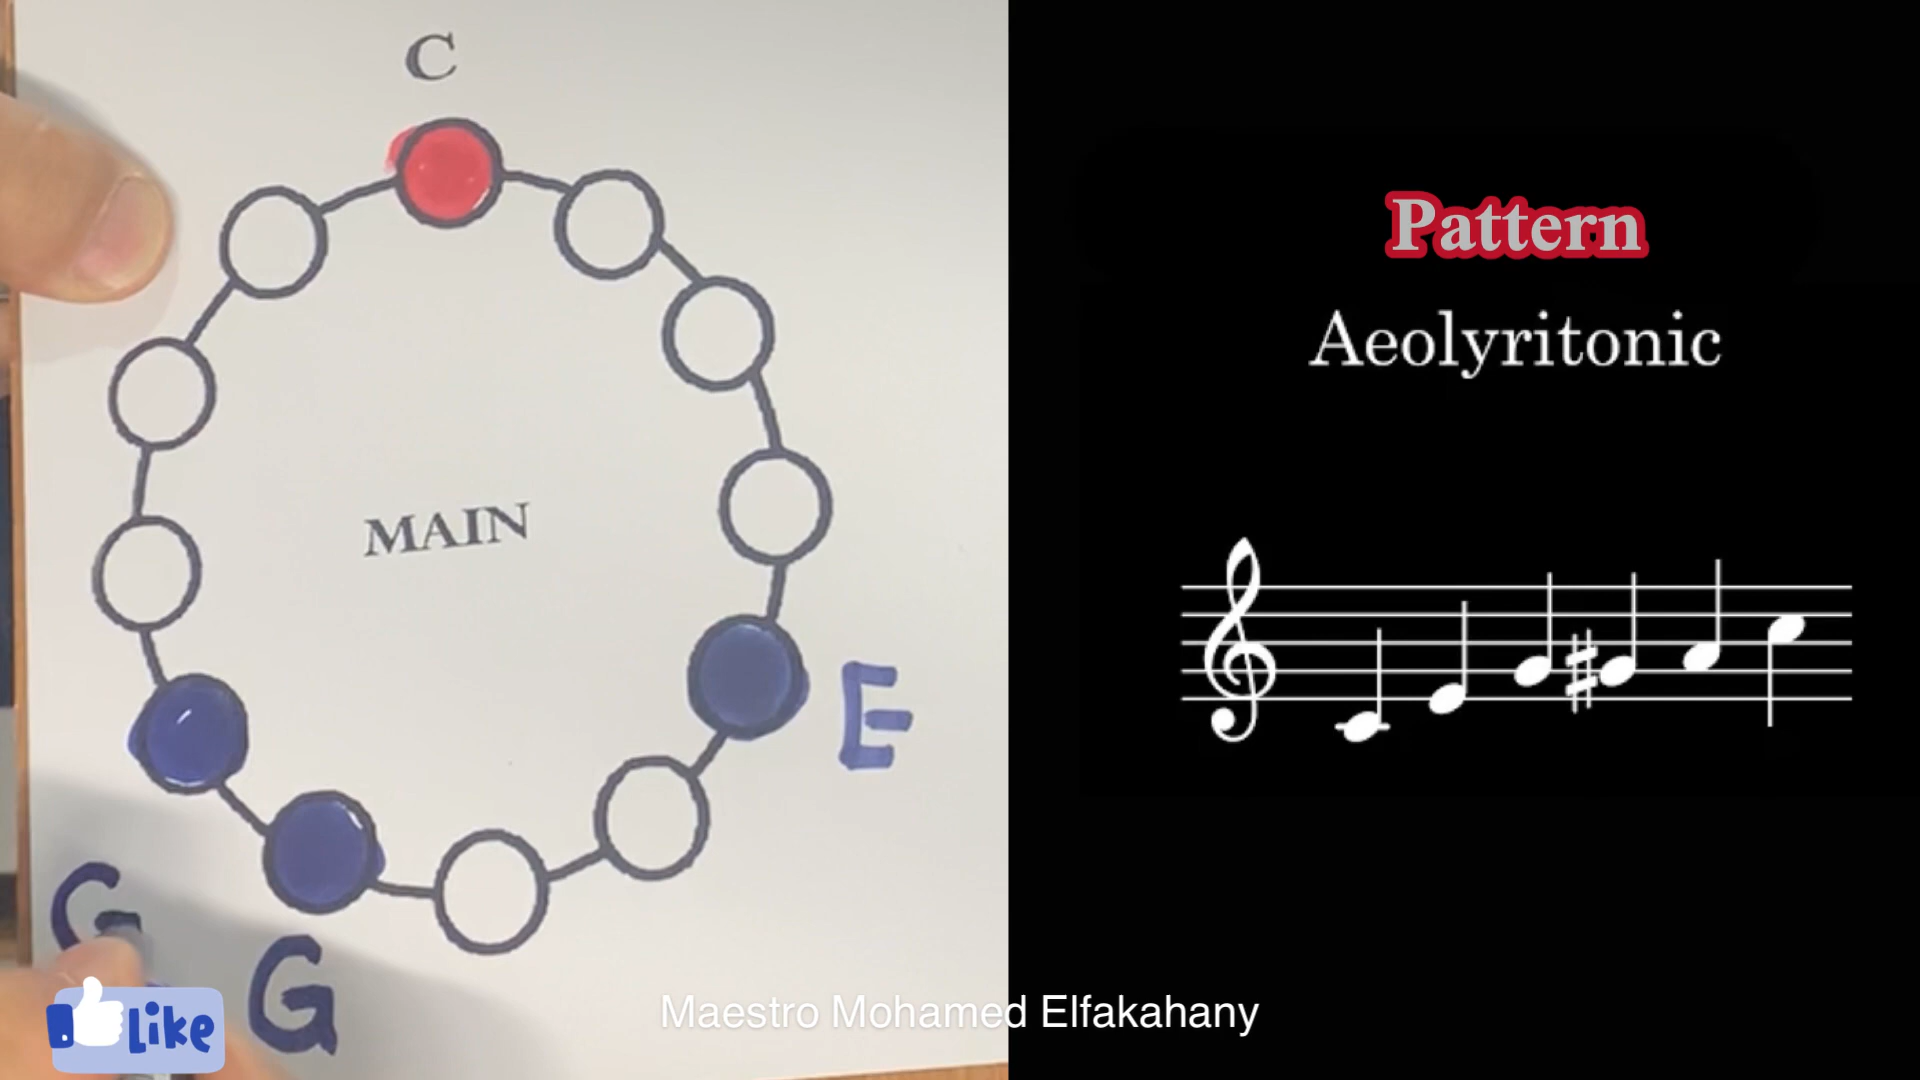 C
MAIN
E
G
G
Like
Pattern
Aeolyritonic
Maestro Mohamed Elfakahany